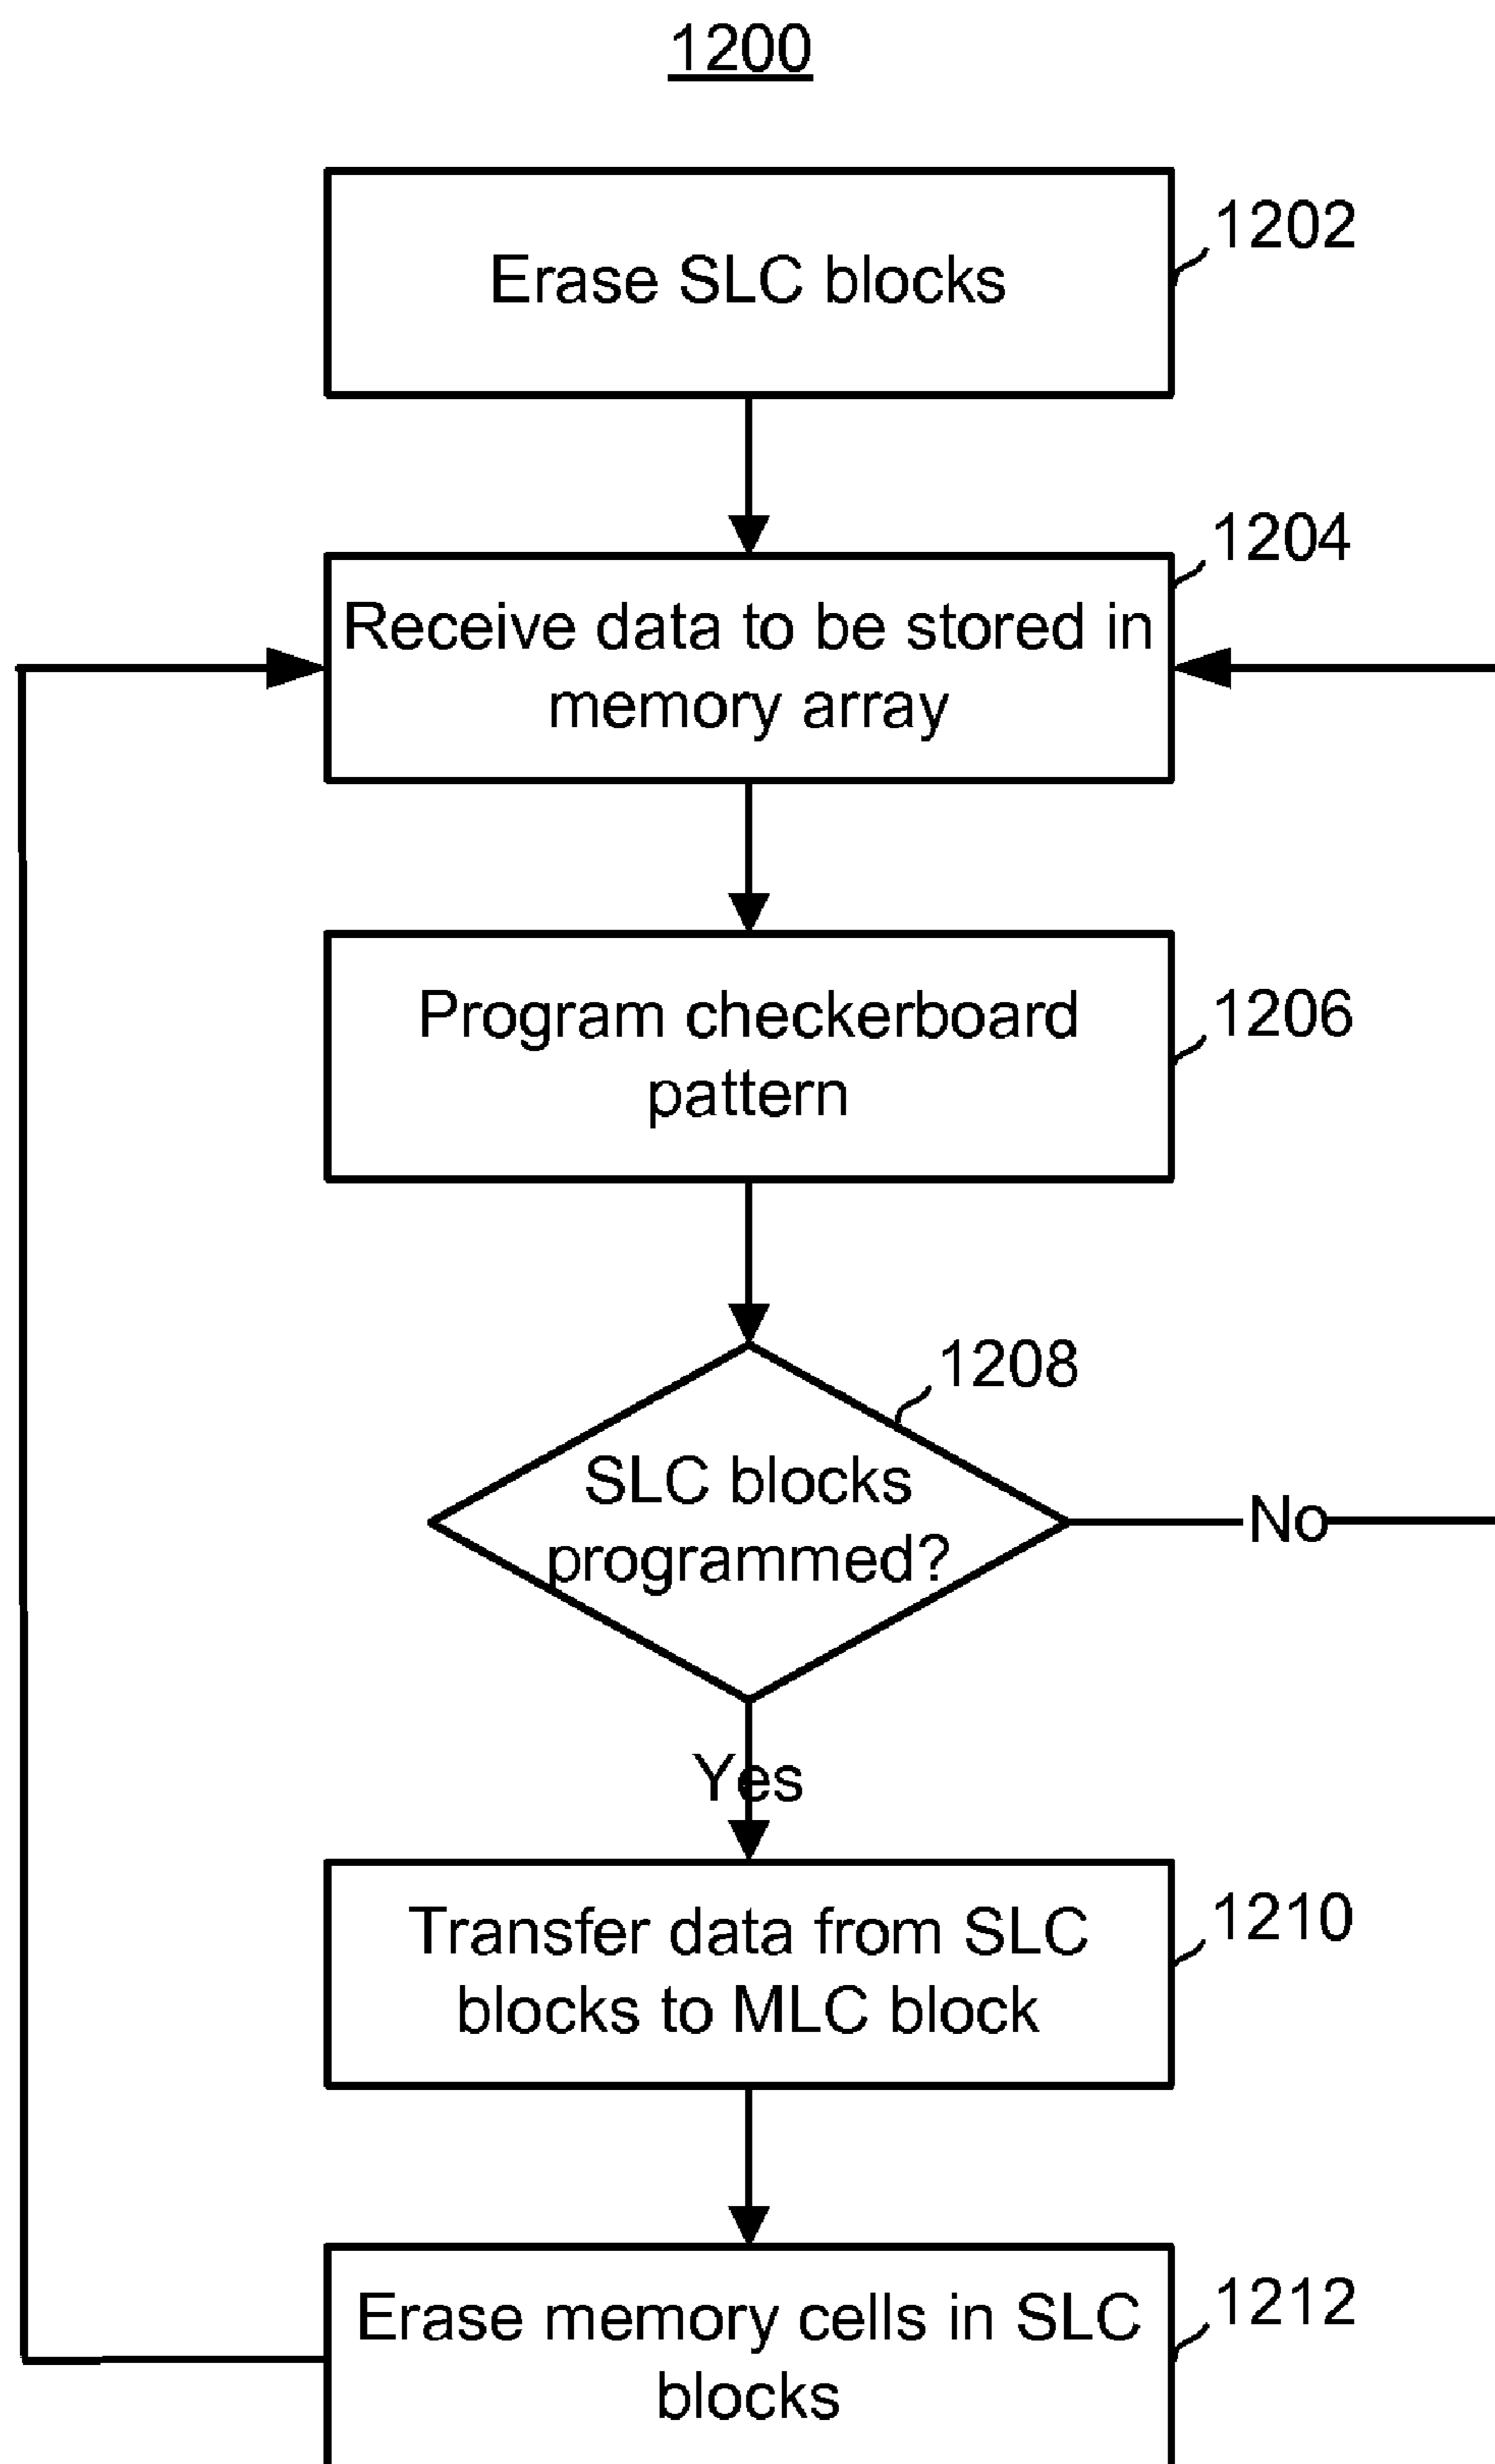 1200
Erase SLC blocks
1202
Receive data to be stored in
memory array
1204
Program checkerboard
pattern
1206
SLC blocks
programmed?
1208
No
Yes
Transfer data from SLC
blocks to MLC block
1210
Erase memory cells in SLC
blocks
1212